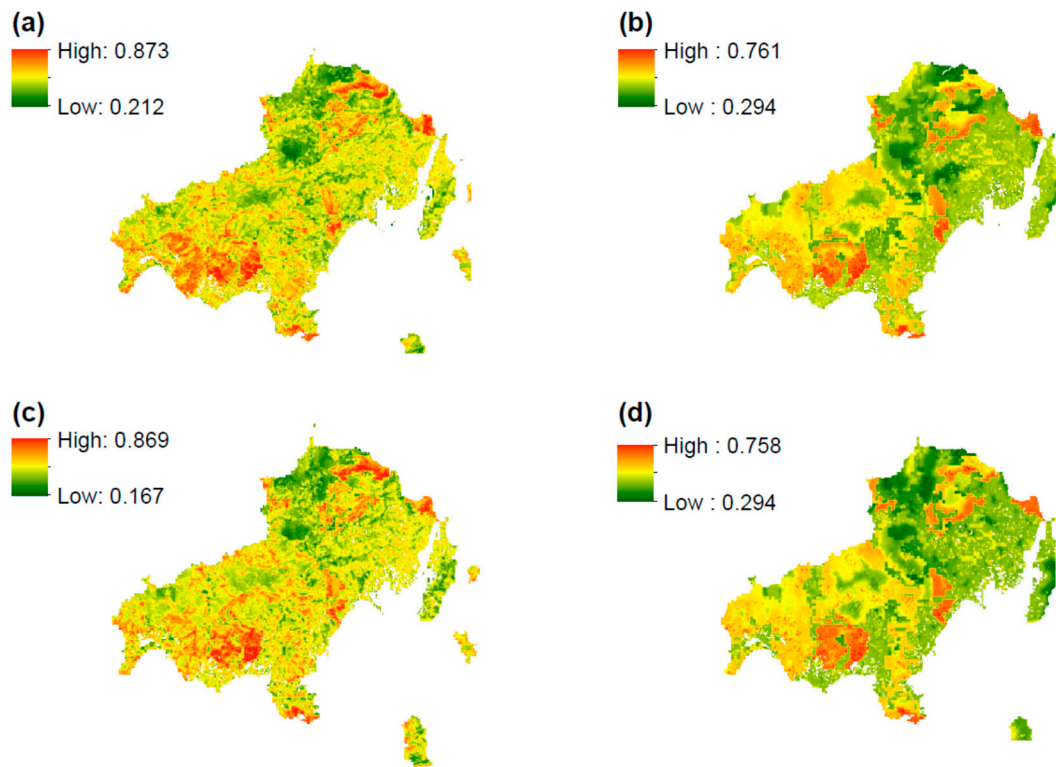 (a)
High: 0.873
Low: 0.212
(b)
High : 0.761
Low : 0.294
(c)
High: 0.869
Low: 0.167
(d)
High : 0.758
Low : 0.294